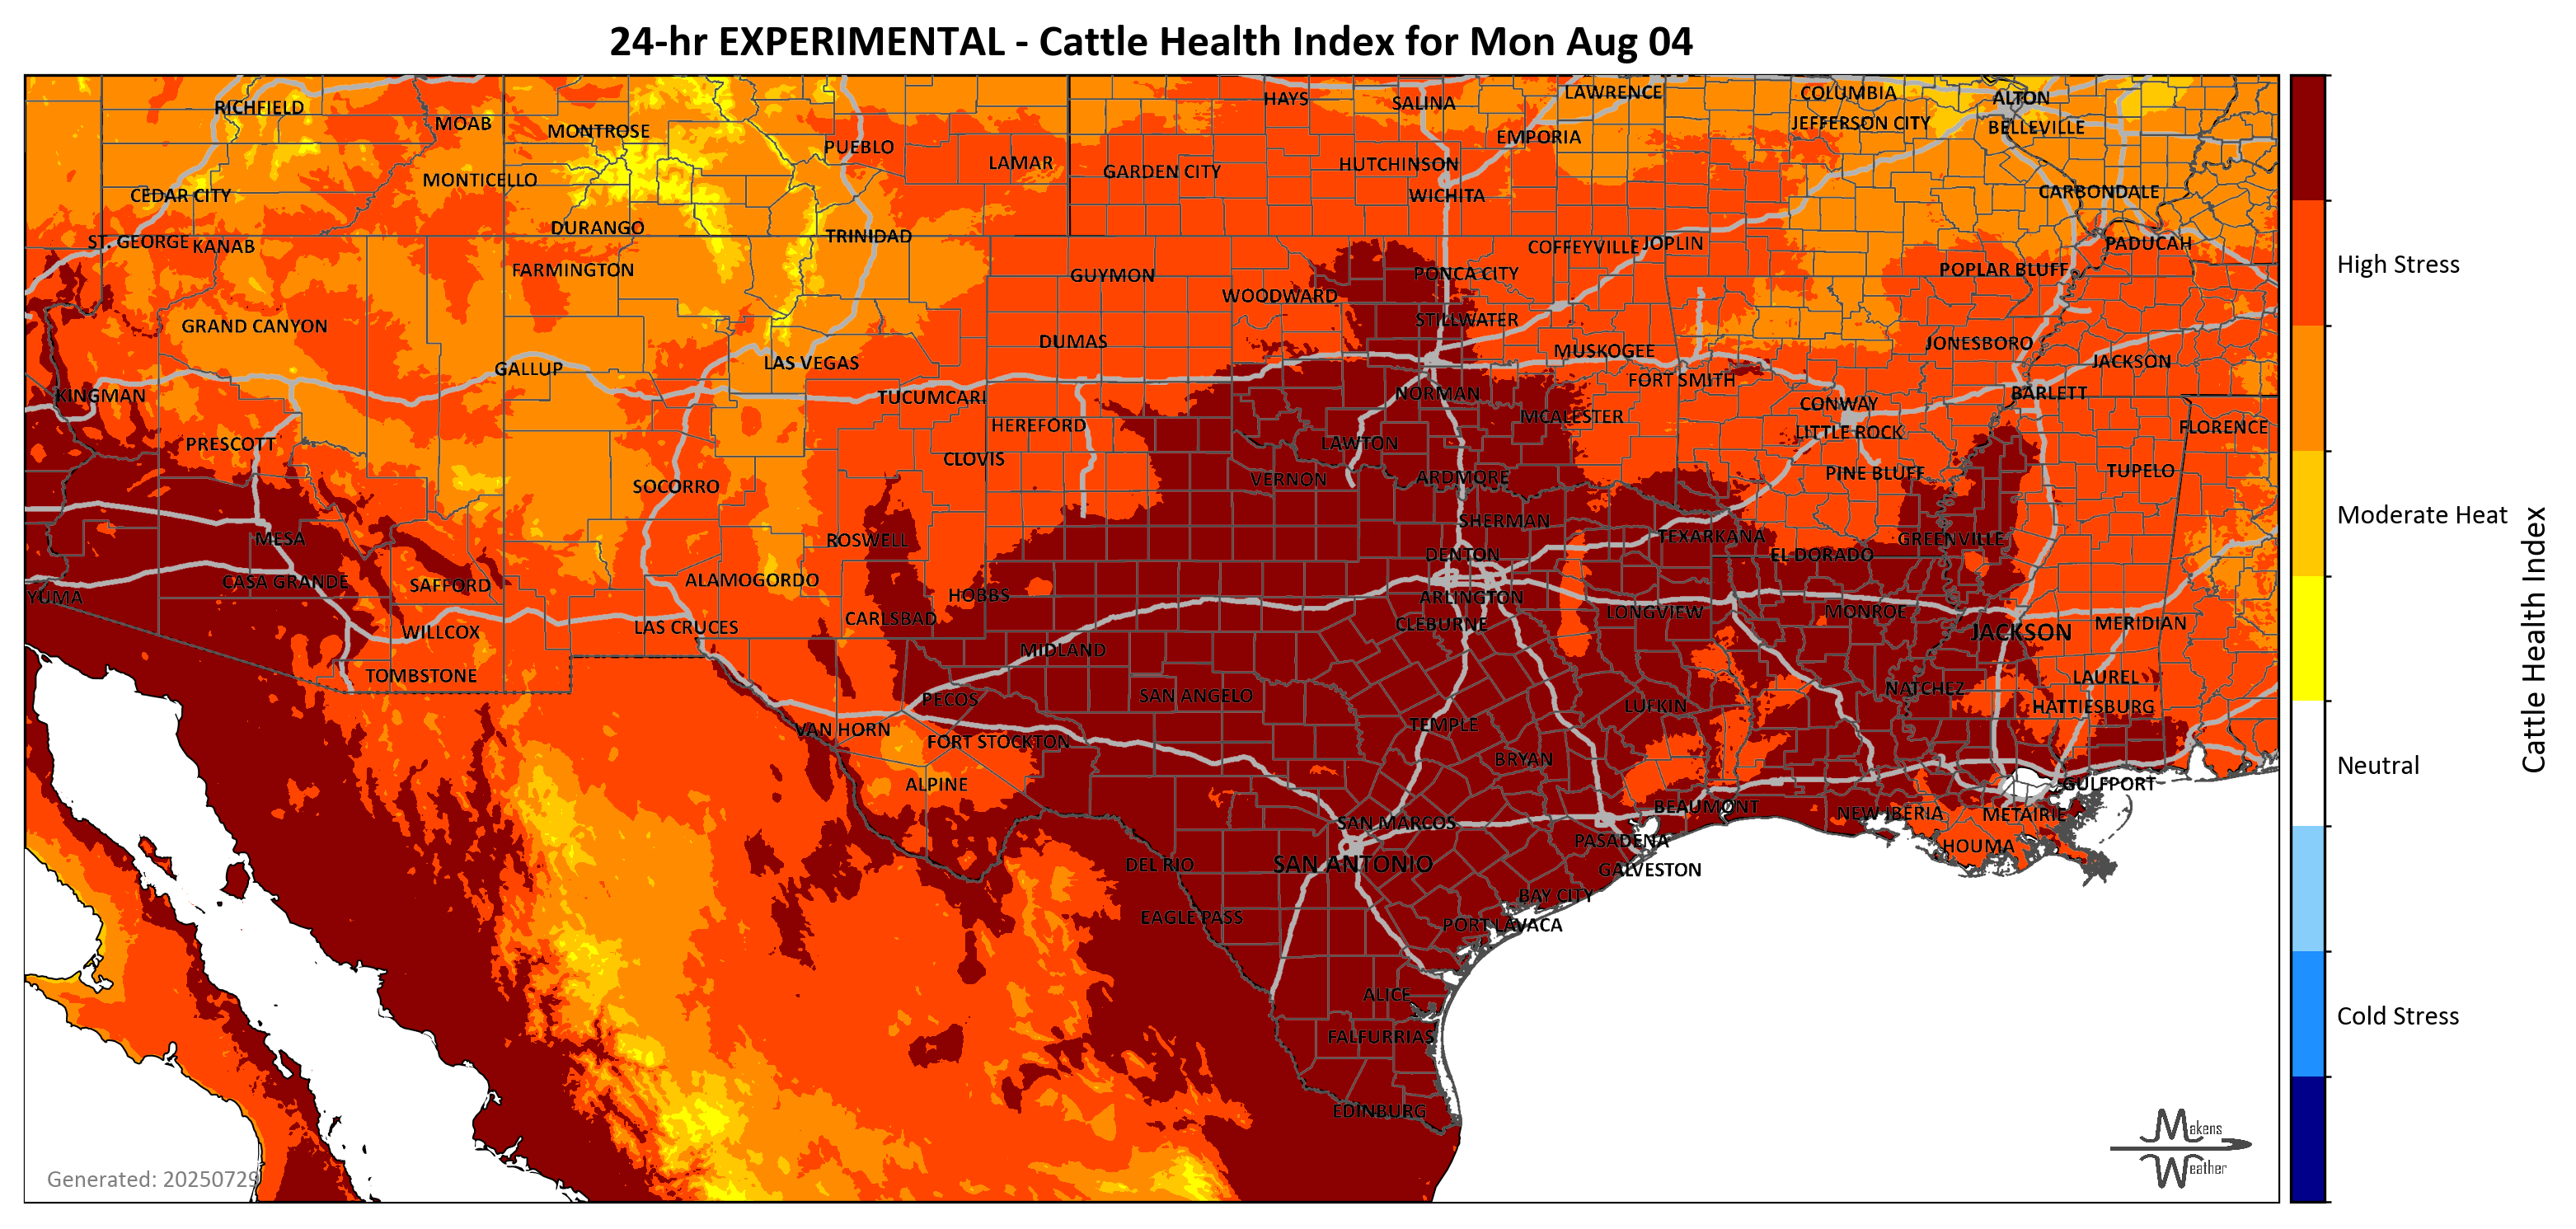 24-hr EXPERIMENTAL - Cattle Health Index for Mon Aug 04
RICHFIELD
MOAB
MONTROSE
PUEBLO
LAMAR
HAYS
SALINA
LAWRENCE
COLUMBIA
ALTON
EMPORIA
JEFFERSON CITY
BELLEVILLE
CEDAR CITY
MONTICELLO
GARDEN CITY
HUTCHINSON
WICHITA
CARBONDALE
DURANGO
TRINIDAD
ST. GEORGE
KANAB
COFFEYVILLE
JOPLIN
PADUCAH
High Stress
FARMINGTON
GUYMON
PONCA CITY
POPLAR BLUFF
WOODWARD
GRAND CANYON
STILLWATER
DUMAS
MUSKOGEE
JONESBORO
GALLUP
LAS VEGAS
JACKSON
FORT SMITH
KINGMAN
TUCUMCARI
NORMAN
BARLETT
CONWAY
HEREFORD
MCALESTER
FLORENCE
PRESCOTT
LAWTON
LITTLE ROCK
CLOVIS
VERNON
ARDMORE
PINE BLUFF
TUPELO
SOCORRO
SHERMAN
Moderate Heat
MESA
ROSWELL
TEXARKANA
GREENVILLE
DENTON
EL DORADO
CASA GRANDE
SAFFORD
ALAMOGORDO
YUMA
HOBBS
ARLINGTON
CARLSBAD
CLEBURNE
LONGVIEW
MONROE
WILLCOX
LAS CRUCES
JACKSON
MERIDIAN
Cattle Health Index
MIDLAND
TOMBSTONE
PECOS
SAN ANGELO
NATCHEZ
LAUREL
LUFKIN
HATTIESBURG
VAN HORN
FORT STOCKTON
TEMPLE
BRYAN
Neutral
ALPINE
GULFPORT
BEAUMONT
NEW IBERIA
METAIRIE
SAN MARCOS
PASADENA
HOUMA
DEL RIO
SAN ANTONIO
GALVESTON
BAY CITY
EAGLE PASS
PORT LAVACA
ALICE
Cold Stress
FALFURRIAS
EDINBURG
Makens
Weather
Generated: 20250729